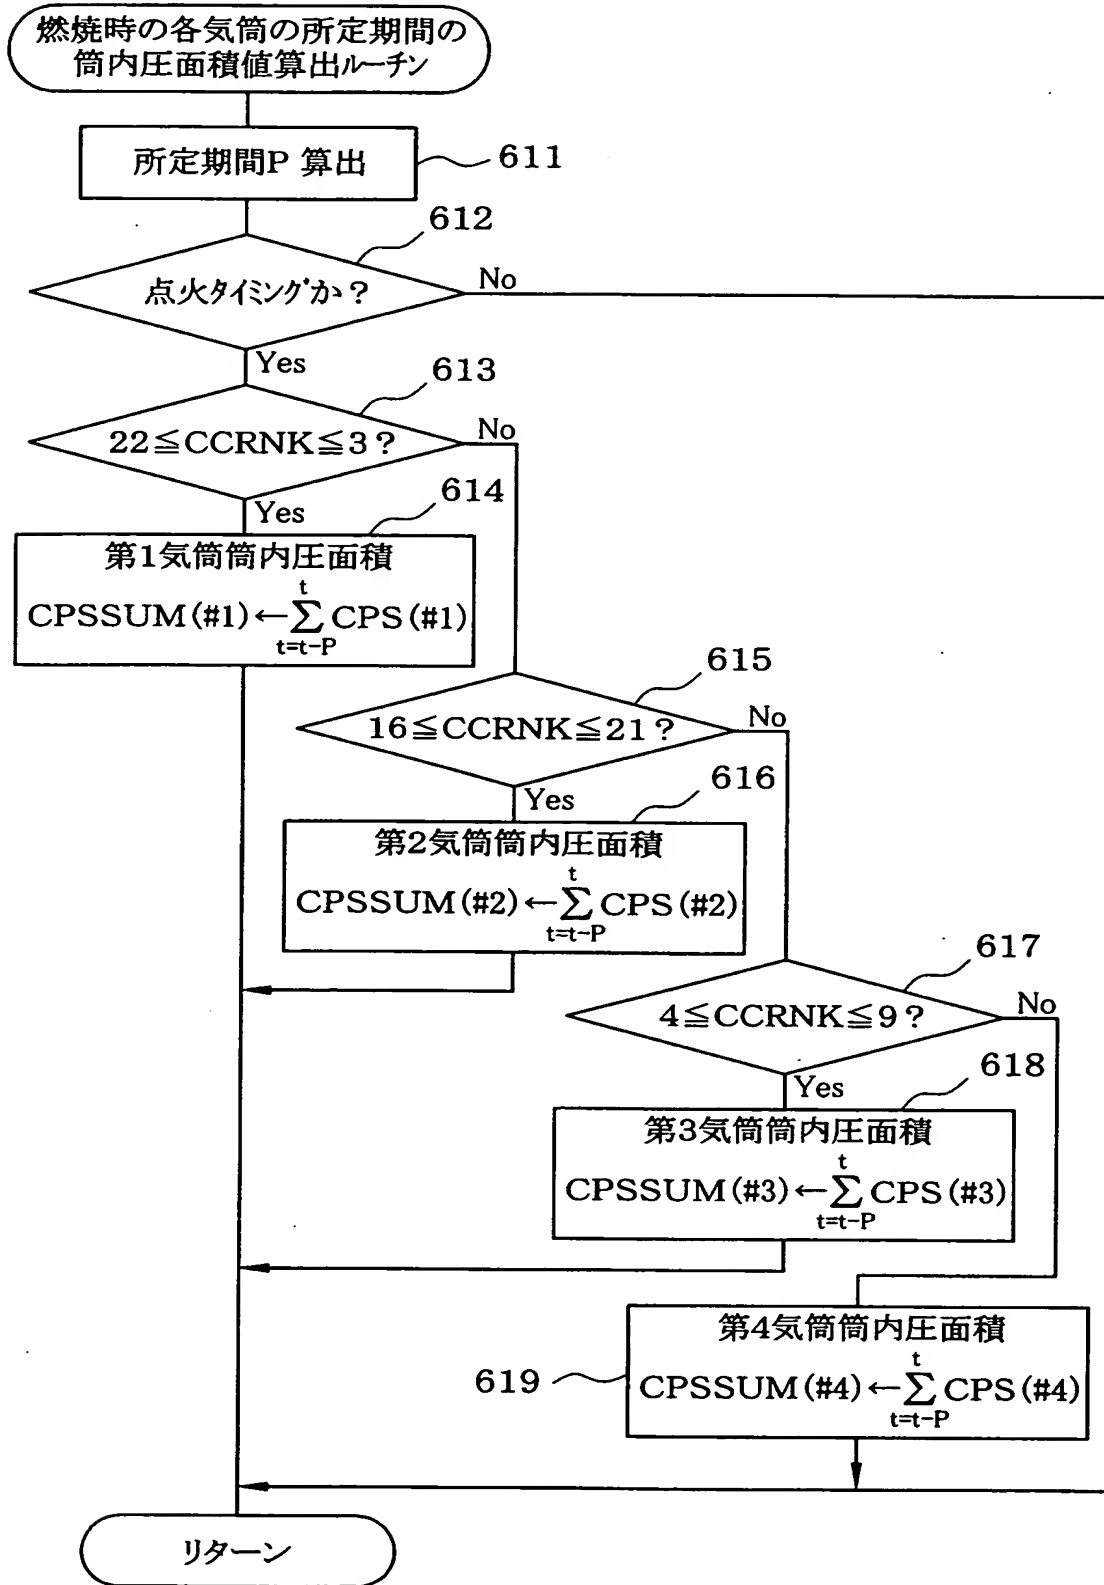 燃焼時の各気筒の所定期間の
筒内圧面積値算出ルーチン
所定期間P 算出
611
612
点火タイミングか？
No
Yes
613
22≦CCRNK≦3？
No
Yes
614
第1気筒筒内圧面積
t
CPSSUM(#1)←∑CPS(#1)
t=t-P
615
16≦CCRNK≦21？
No
Yes
616
第2気筒筒内圧面積
t
CPSSUM(#2)←∑CPS(#2)
t=t-P
617
4≦CCRNK≦9？
No
Yes
618
第3気筒筒内圧面積
t
CPSSUM(#3)←∑CPS(#3)
t=t-P
第4気筒筒内圧面積
t
619
CPSSUM(#4)←∑CPS(#4)
t=t-P
リターン